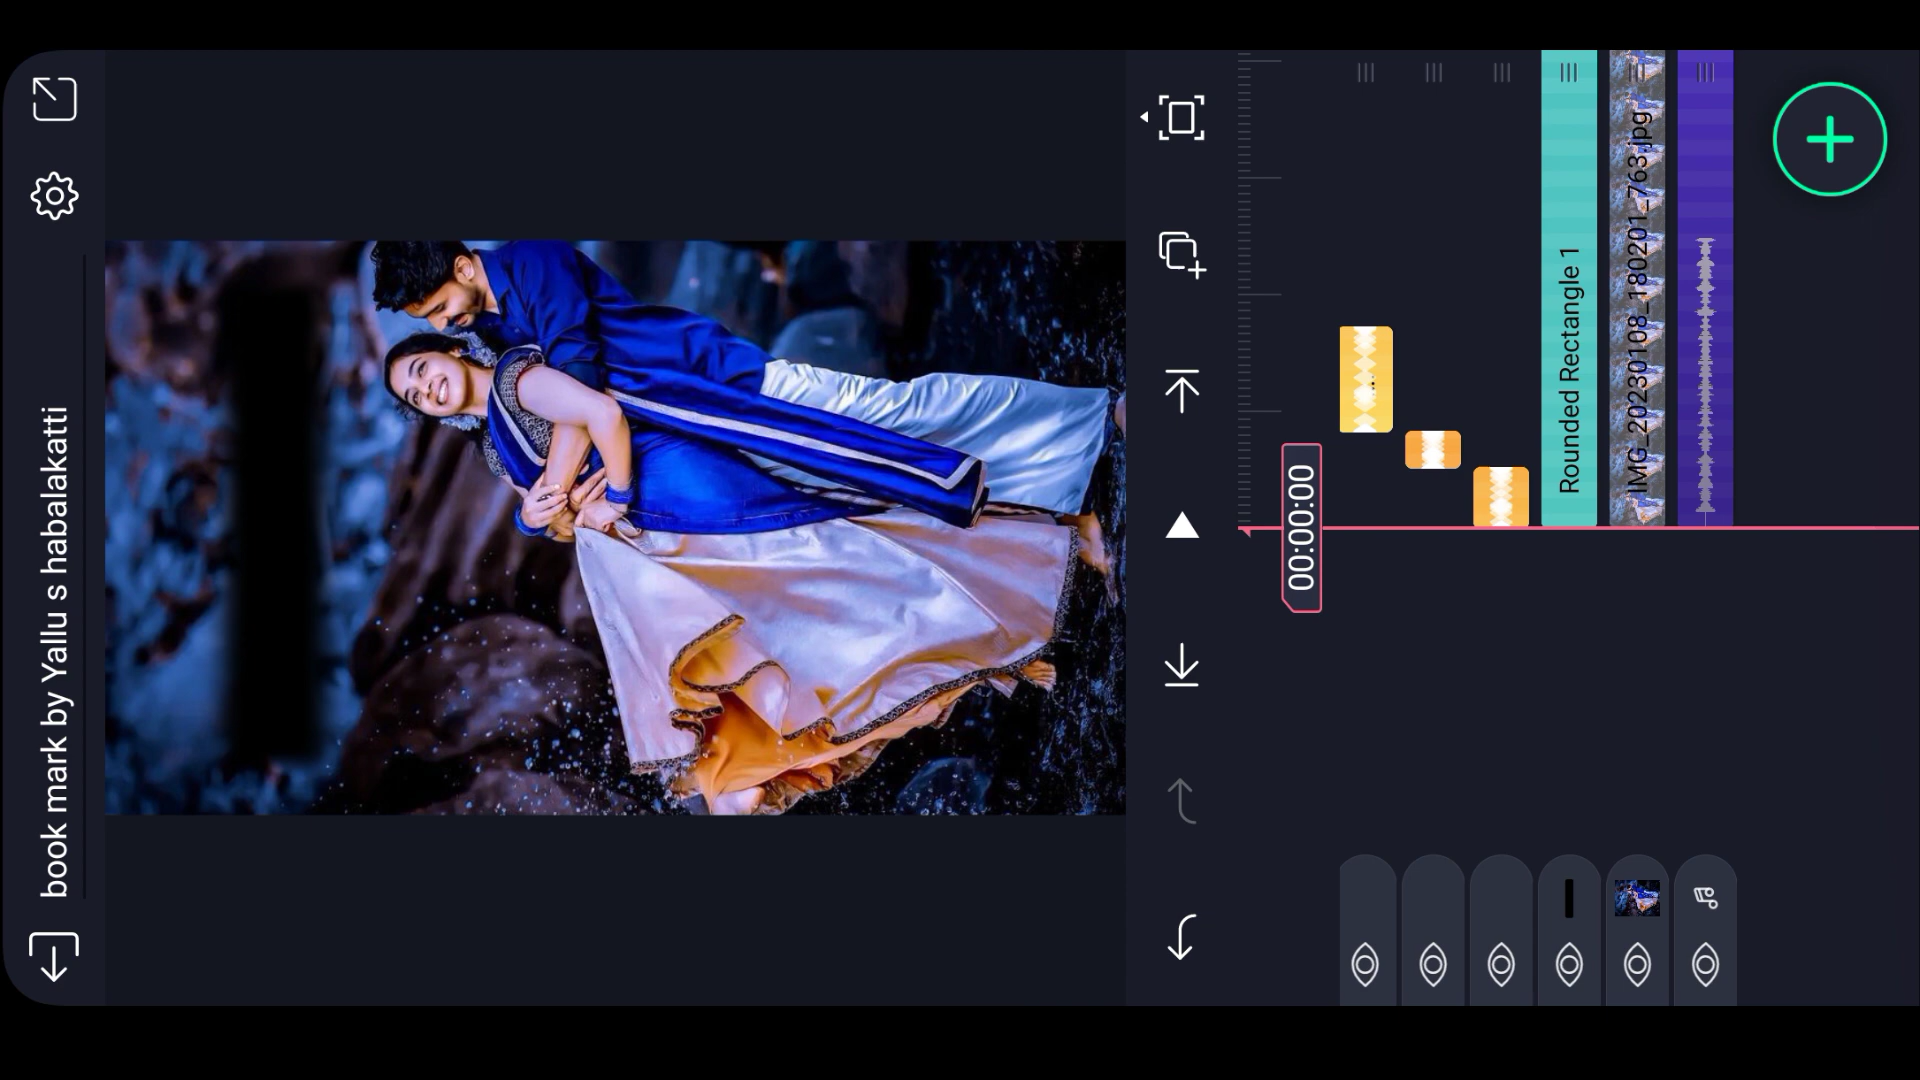 book mark by Yallu s habalakatti
00:00:00
Rounded Rectangle 1
IMG_20230108_180201_763.jpg